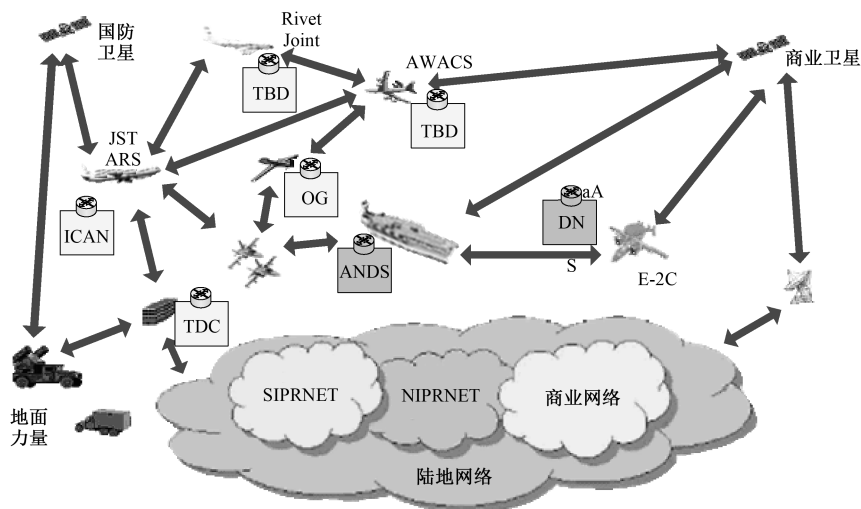 国防
卫星
Rivet
Joint
TBD
AWACS
TBD
商业卫星
JST
ARS
ICAN
OG
aA
DN
ANDS
S
E-2C
TDC
地面
力量
SIPRNET
NIPRNET
商业网络
陆地网络